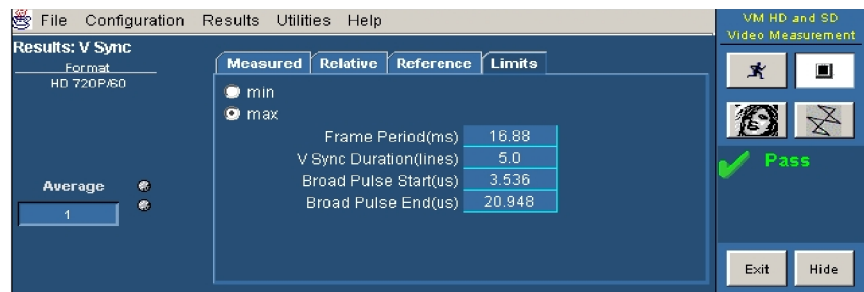 File Configuration Results Utilities Help
VM HD and SD
Video Measurement
Results: V Sync
Format
HD 720P/60
Measured Relative Reference Limits
min
max
Frame Period(ms) 16.88
V Sync Duration(lines) 5.0
Broad Pulse Start(us) 3.536
Broad Pulse End(us) 20.948
Average
1
Pass
Exit Hide